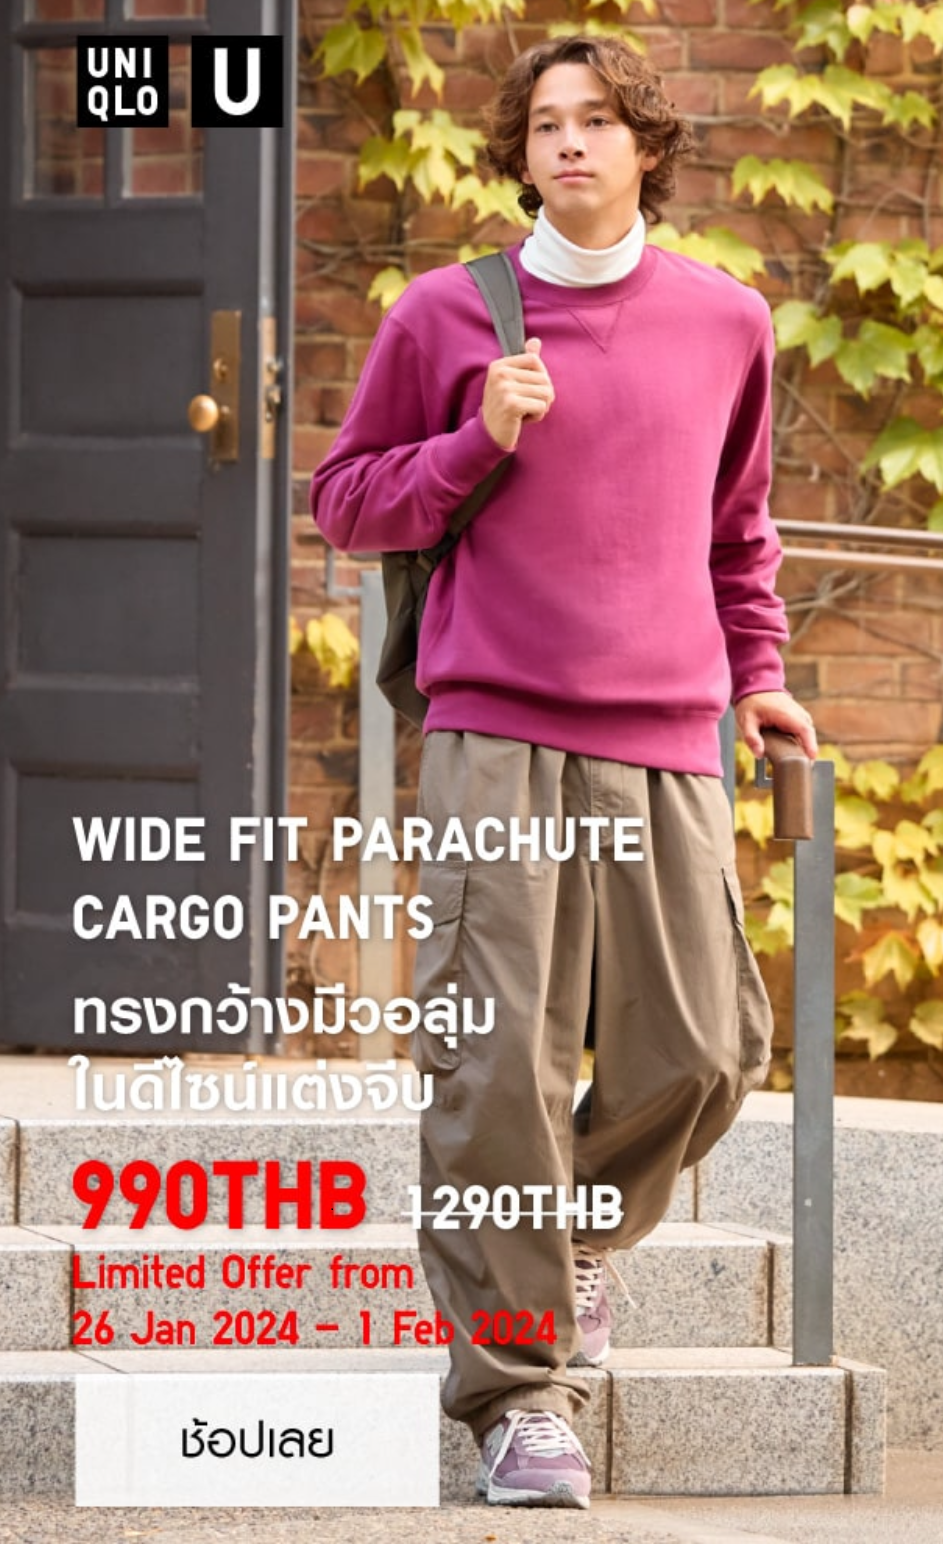 UNI
QLO
U
WIDE FIT PARACHUTE
CARGO PANTS
ทรงกว้างมีวอลุ่ม
ในดีไซน์แต่งจีบ
990THB 1290THB
Limited Offer from
26 Jan 2024 – 1 Feb 2024
ช้อปเลย